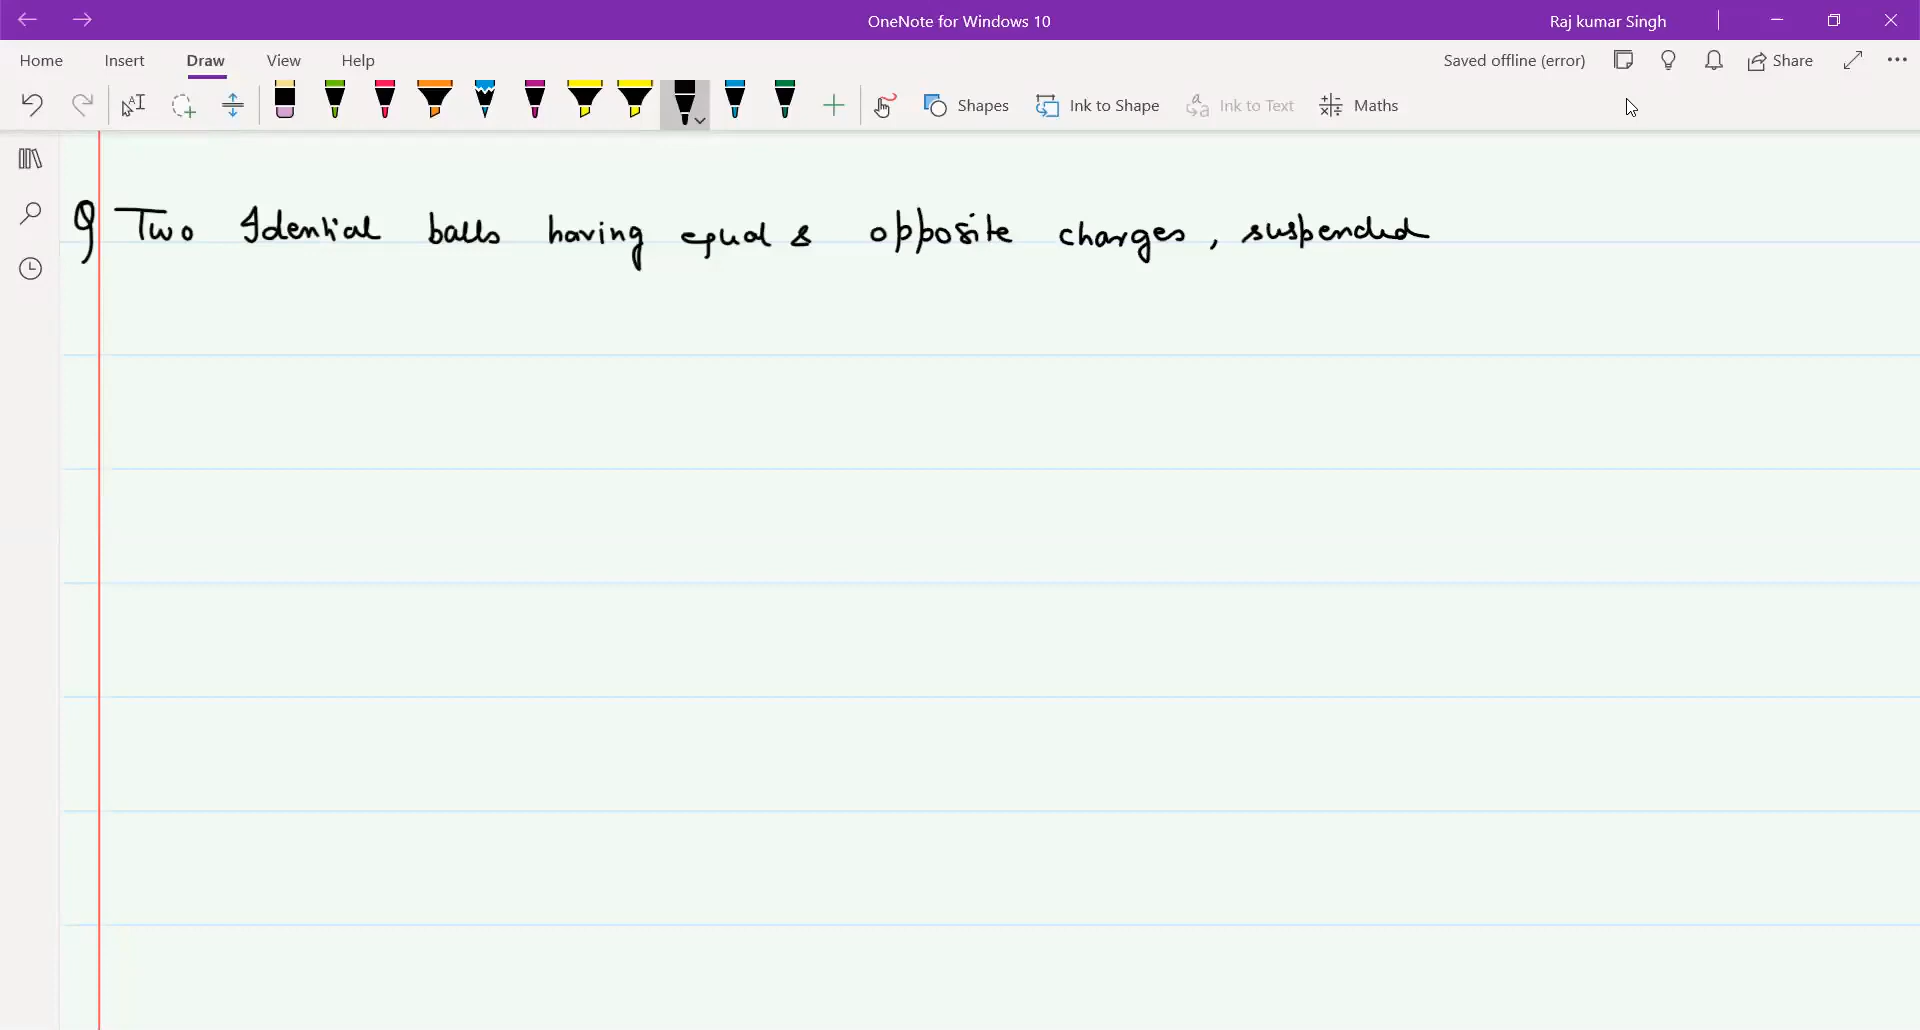 OneNote for Windows 10
Raj kumar Singh
Home Insert Draw View Help
Saved offline (error)
Share
Shapes
Ink to Shape
Ink to Text
Maths
Q Two Idential balls having equal & opposite charges, suspended